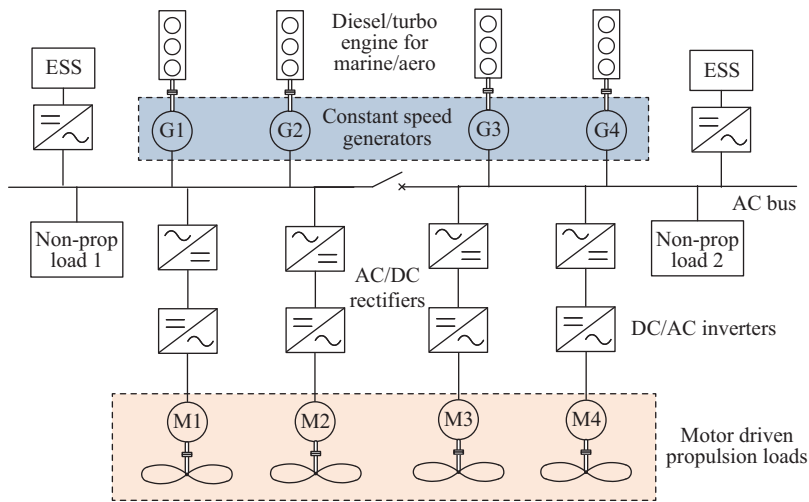 Diesel/turbo
engine for
marine/aero
ESS
ESS
Constant speed
generators
G1
G2
G3
G4
AC bus
Non-prop
load 1
Non-prop
load 2
AC/DC
rectifiers
DC/AC inverters
M1
M2
M3
M4
Motor driven
propulsion loads